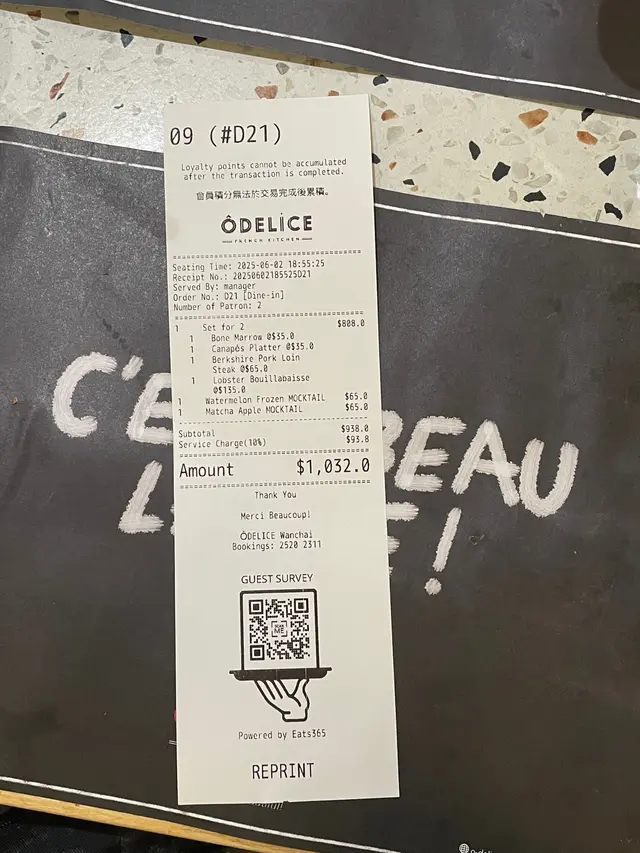 09 (#D21)
Loyalty points cannot be accumulated
after the transaction is completed.
會員積分無法於交易完成後累積。
ÔDELİCE
FRENCH KITCHEN
Seating Time: 2025-06-02 18:55:25
Receipt No.: 20250602185525D21
Served By: manager
Order No.: D21 [Dine-in]
Number of Patron: 2
1 Set for 2 $808.0
1 Bone Marrow @$35.0
1 Canapés Platter @$35.0
1 Berkshire Pork Loin
Steak @$65.0
1 Lobster Bouillabaisse
@$135.0
1 Watermelon Frozen MOCKTAIL $65.0
1 Matcha Apple MOCKTAIL $65.0
Subtotal $938.0
Service Charge(10%) $93.8
Amount $1,032.0
Thank You
Merci Beaucoup!
ÔDELICE Wanchai
Bookings: 2520 2311
GUEST SURVEY
Powered by Eats365
REPRINT
C'E BEAU
L !